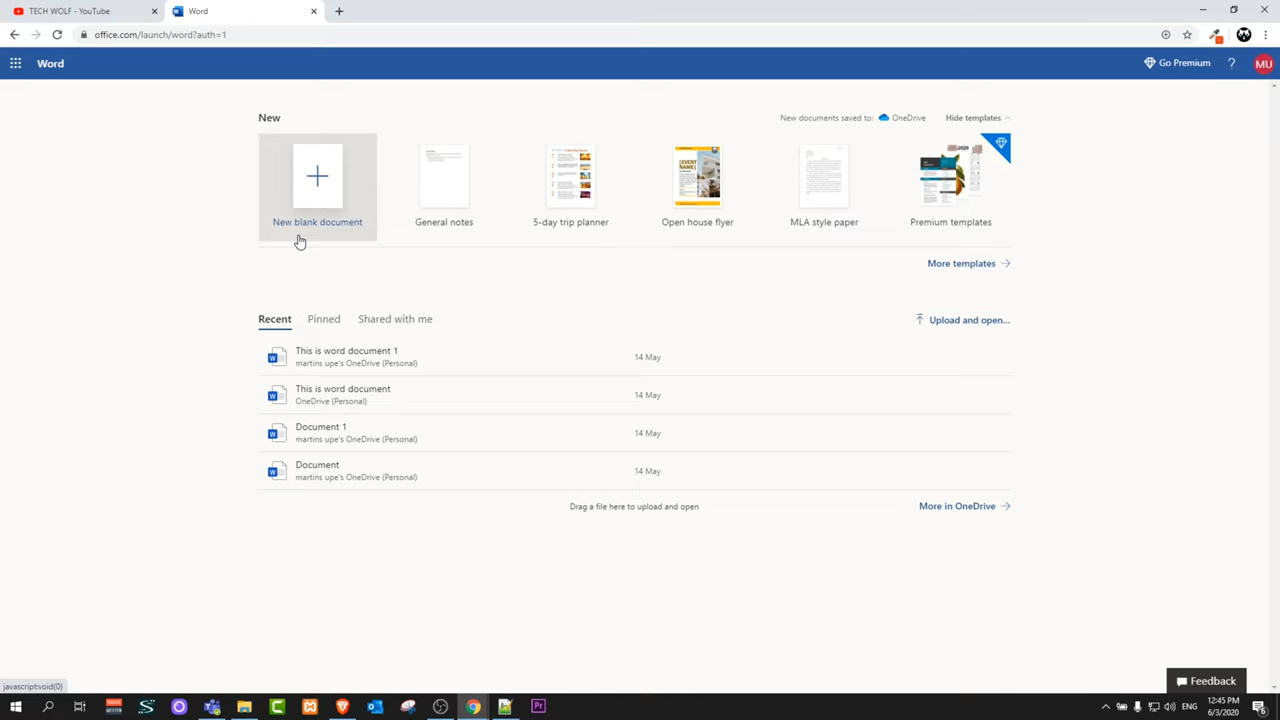 TECH WOLF - YouTube
Word
office.com/launch/word?auth=1
Word
Go Premium
?
MU
New
New documents saved to: OneDrive
Hide templates
New blank document
General notes
5-day trip planner
Open house flyer
MLA style paper
Premium templates
More templates
Recent
Pinned
Shared with me
Upload and open...
This is word document 1
martins upe's OneDrive (Personal)
14 May
This is word document
OneDrive (Personal)
14 May
Document 1
martins upe's OneDrive (Personal)
14 May
Document
martins upe's OneDrive (Personal)
14 May
Drag a file here to upload and open
More in OneDrive
Feedback
javascript:void(0)
12:45 PM
6/3/2020